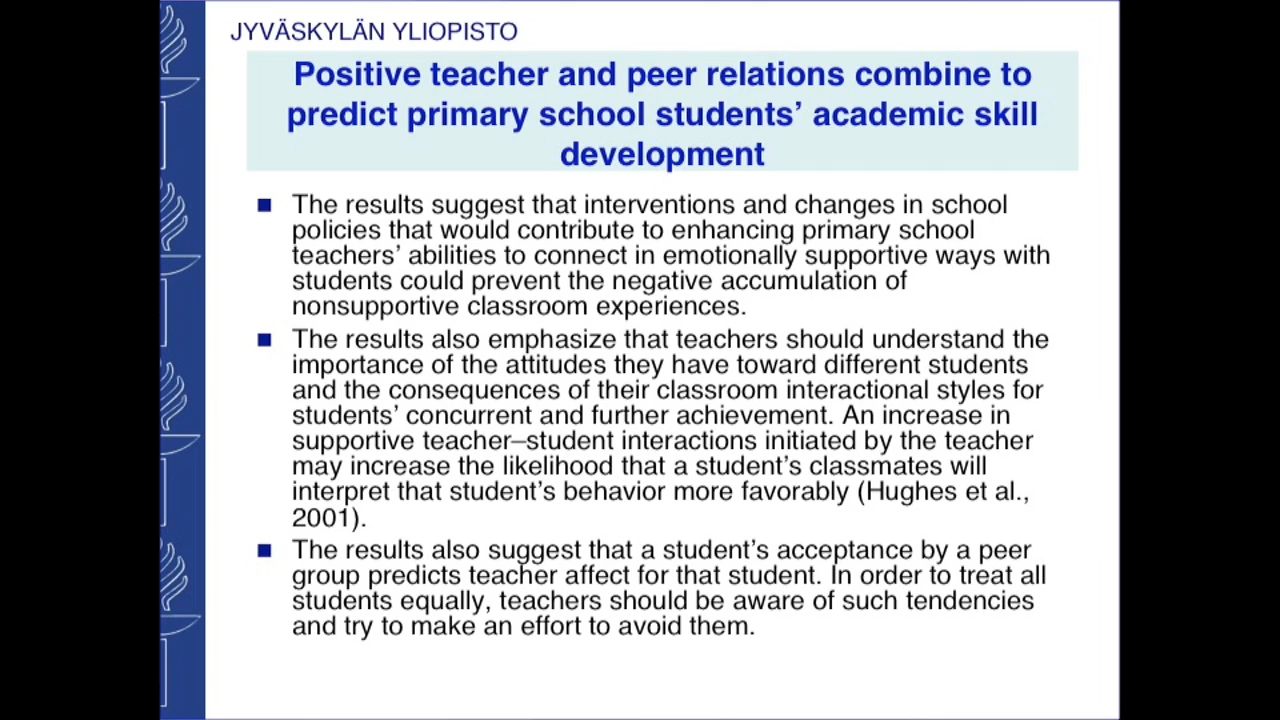 JYVÄSKYLÄN YLIOPISTO
Positive teacher and peer relations combine to
predict primary school students’ academic skill
development
The results suggest that interventions and changes in school
policies that would contribute to enhancing primary school
teachers’ abilities to connect in emotionally supportive ways with
students could prevent the negative accumulation of
nonsupportive classroom experiences.
The results also emphasize that teachers should understand the
importance of the attitudes they have toward different students
and the consequences of their classroom interactional styles for
students’ concurrent and further achievement. An increase in
supportive teacher–student interactions initiated by the teacher
may increase the likelihood that a student’s classmates will
interpret that student’s behavior more favorably (Hughes et al.,
2001).
The results also suggest that a student’s acceptance by a peer
group predicts teacher affect for that student. In order to treat all
students equally, teachers should be aware of such tendencies
and try to make an effort to avoid them.